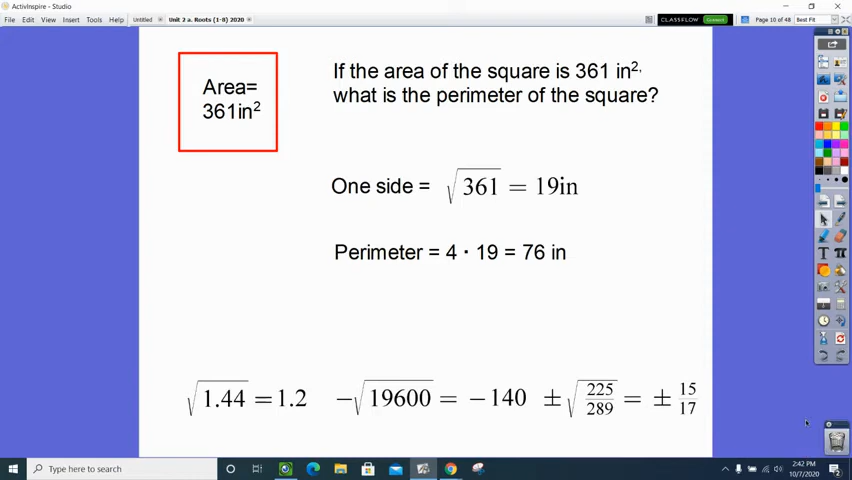 ActivInspire - Studio
File Edit View Insert Tools Help
Untitled
Unit 2 a. Roots (1-8) 2020
CLASSFLOW
Connect
Page 10 of 48
Best Fit
Area=
361in²
If the area of the square is 361 in²,
what is the perimeter of the square?
One side = √361 = 19in
Perimeter = 4 · 19 = 76 in
√1.44 = 1.2 −√19600 = −140 ±√225/289 = ± 15/17
Type here to search
2:42 PM
10/7/2020